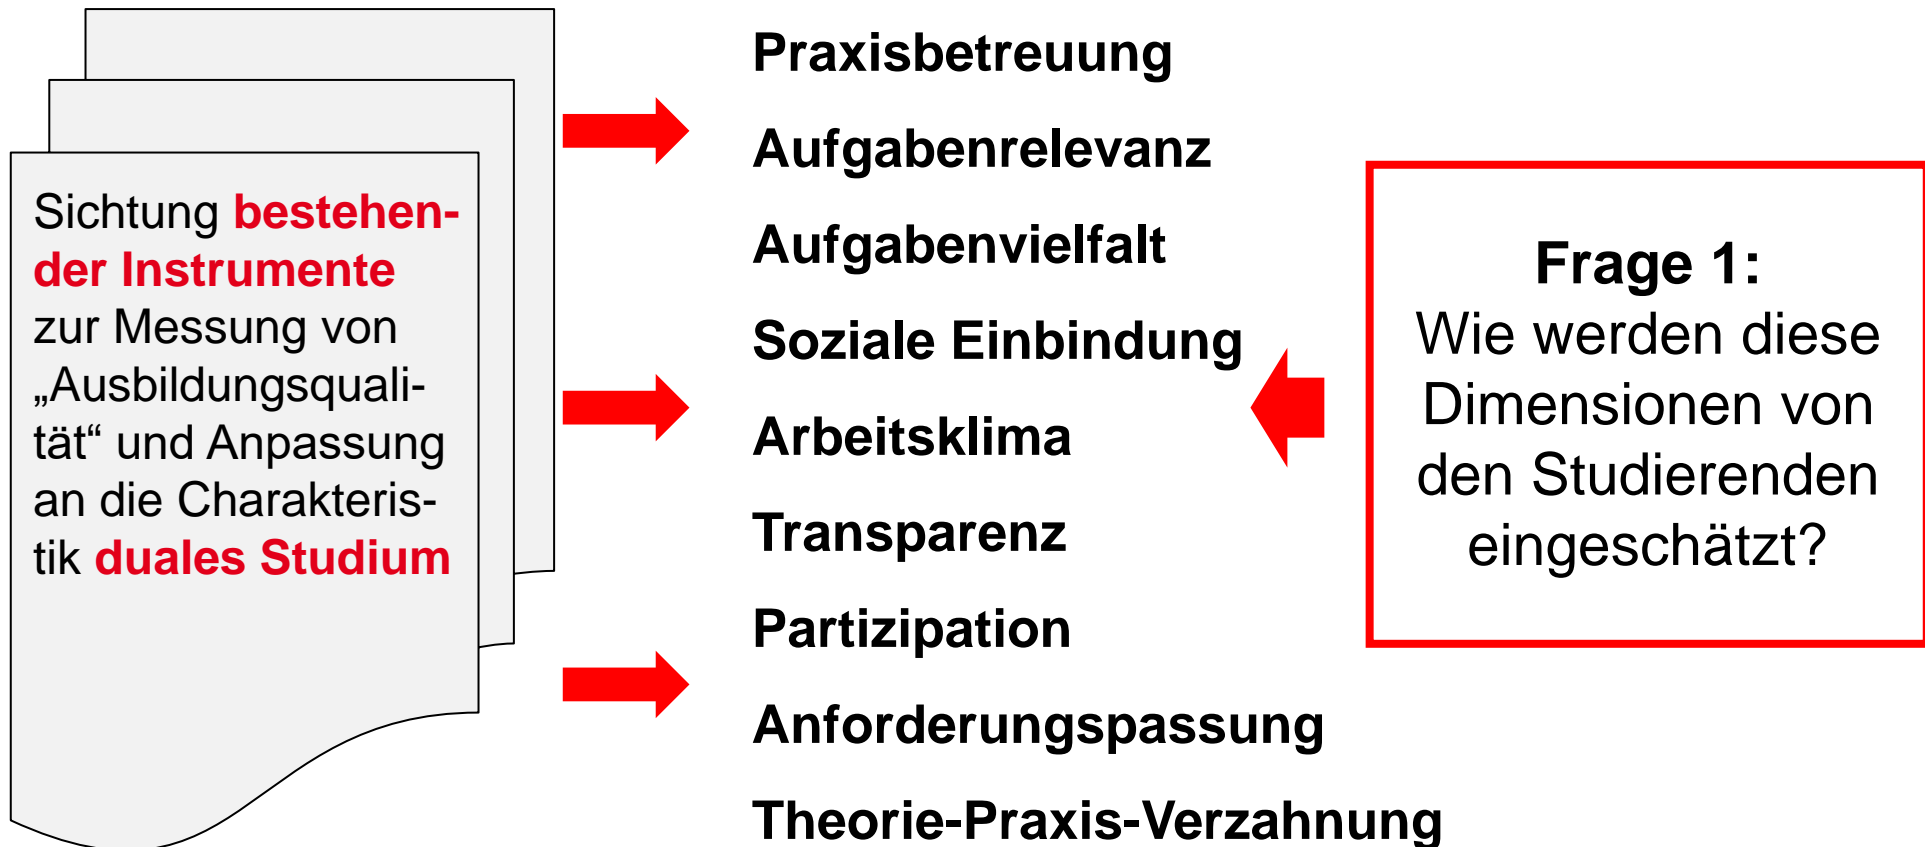 Sichtung bestehen-
der Instrumente
zur Messung von
„Ausbildungsquali-
tät“ und Anpassung
an die Charakteris-
tik duales Studium
Praxisbetreuung
Aufgabenrelevanz
Aufgabenvielfalt
Soziale Einbindung
Arbeitsklima
Transparenz
Partizipation
Anforderungspassung
Theorie-Praxis-Verzahnung
Frage 1:
Wie werden diese
Dimensionen von
den Studierenden
eingeschätzt?